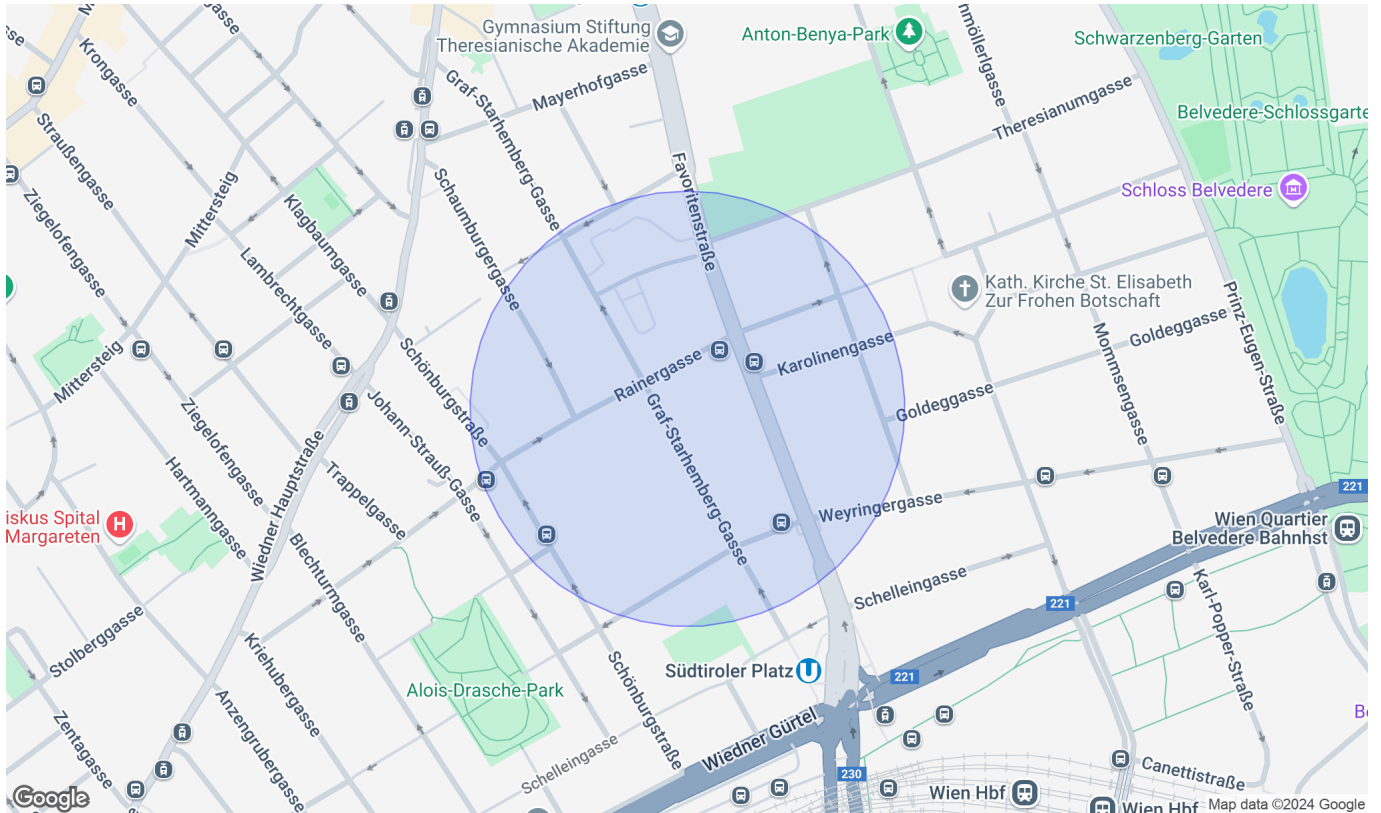 Gymnasium Stiftung
Theresianische Akademie
Anton-Benya-Park
Schwarzenberg-Garten
Krongasse
Graf-Starhemberg-Gasse
Mayerhofgasse
Theresianumgasse
Belvedere-Schlossgarte
Straußengasse
Favoritenstraße
Schloss Belvedere
Mittersteig
Schaumburgergasse
Klagbaumgasse
Ziegelofengasse
Lambrechtgasse
Kath. Kirche St. Elisabeth
Zur Frohen Botschaft
Prinz-Eugen-Straße
Goldeggasse
Mommsengasse
Karolinengasse
Rainergasse
Schönburgstraße
Mittersteig
Johann-Strauß-Gasse
Goldeggasse
Ziegelofengasse
Graf-Starhemberg-Gasse
Wiedner Hauptstraße
Hartmanngasse
Trappelgasse
221
Weyringergasse
iskus Spital
Margareten
H
Wien Quartier
Belvedere Bahnhst
Blechturmgasse
Schelleingasse
221
Karl-Popper-Straße
Stolberggasse
Kriehubergasse
Südtiroler Platz
U
221
Alois-Drasche-Park
Schönburgstraße
Anzengrubergasse
Zentagasse
Wiedner Gürtel
Be
Schelleingasse
230
Canettistraße
Wien Hbf
Wien Hbf
Google
Map data ©2024 Google